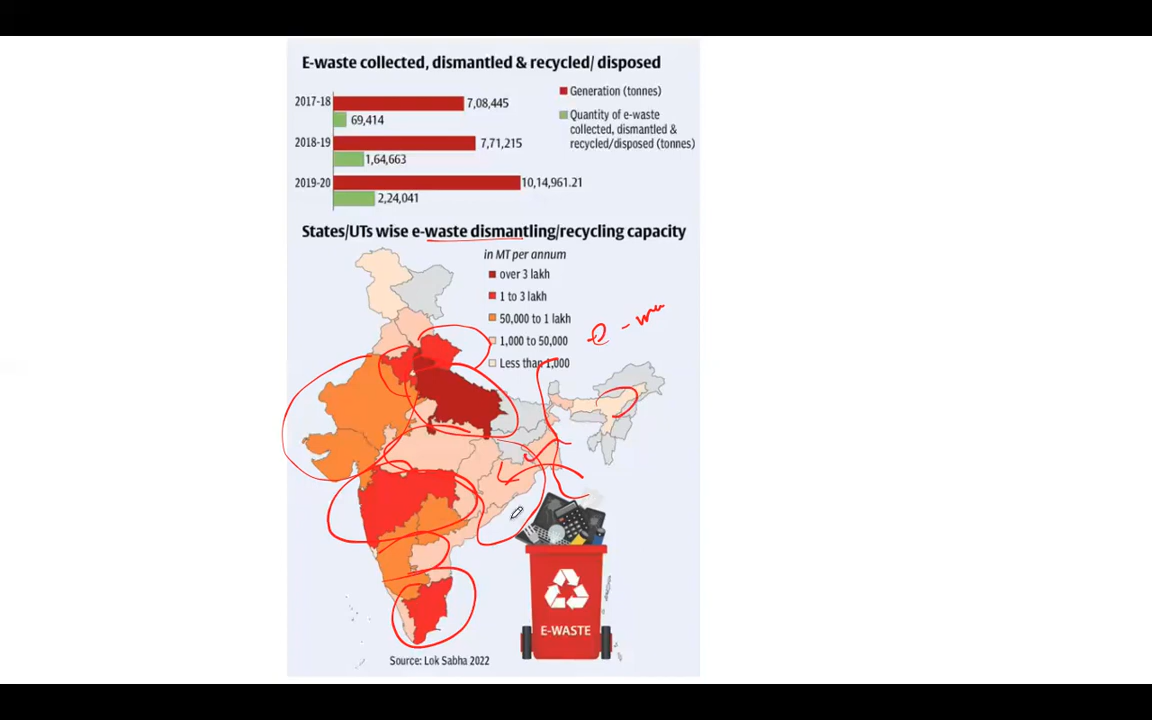 E-waste collected, dismantled & recycled/ disposed
2017-18
7,08,445
69,414
2018-19
7,71,215
1,64,663
2019-20
10,14,961.21
2,24,041
Generation (tonnes)
Quantity of e-waste
collected, dismantled &
recycled/disposed (tonnes)
States/UTs wise e-waste dismantling/recycling capacity
in MT per annum
over 3 lakh
1 to 3 lakh
50,000 to 1 lakh
1,000 to 50,000
Less than 1,000
E-WASTE
Source: Lok Sabha 2022